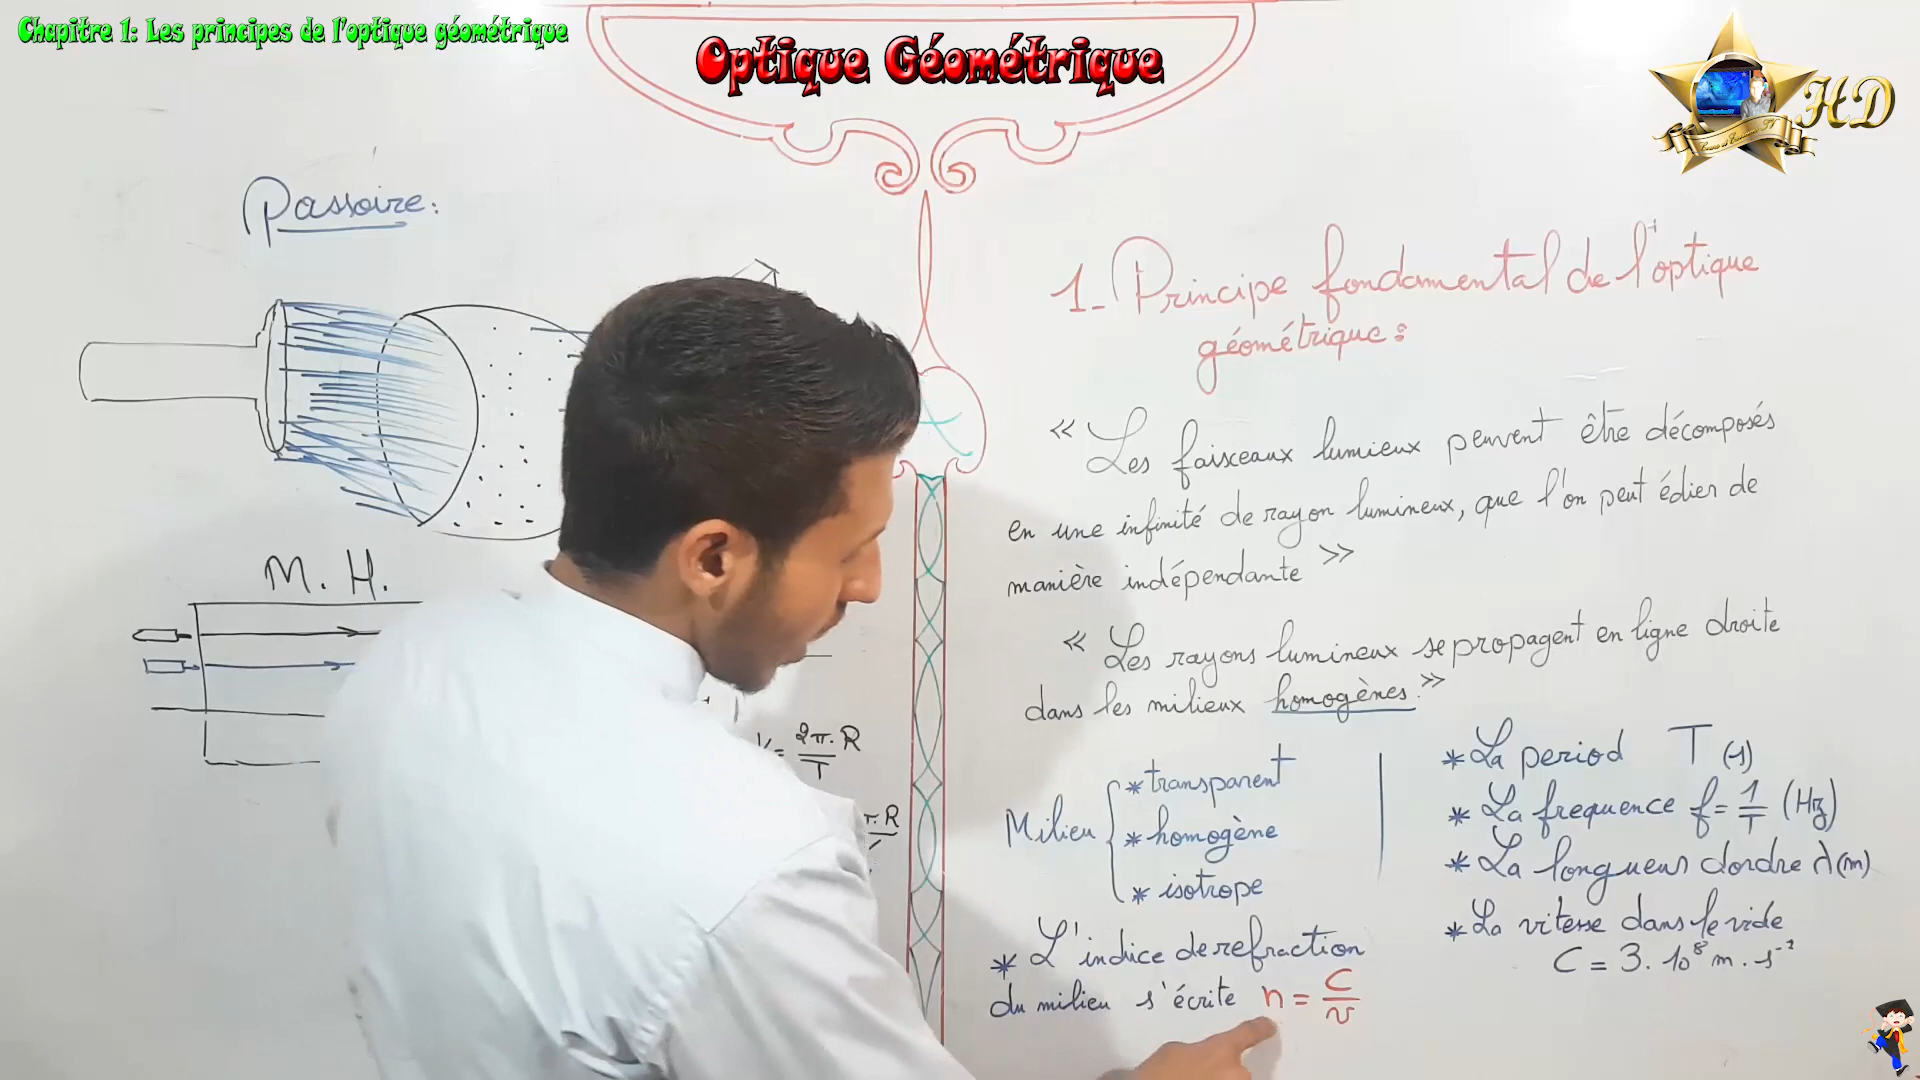 Chapitre 1: Les principes de l'optique géométrique
Optique Géométrique
HD
Passoire:
M. H.
= 2π.R / T
π.R
1_ Principe fondamental de l'optique
géométrique:
« Les faisceaux lumieux peuvent être décomposés
en une infinité de rayon lumineux, que l'on peut édier de
manière indépendante »
« Les rayons lumineux se propagent en ligne droite
dans les milieux homogènes. »
Milieu { * transparent
* homogène
* isotrope
* L'indice de refraction
du milieu s'écrite n = C / v
* La period T (s)
* La frequence f = 1/T (Hz)
* La longueur d'ordre λ (m)
* La vitesse dans le vide
C = 3.10⁸ m.s⁻¹